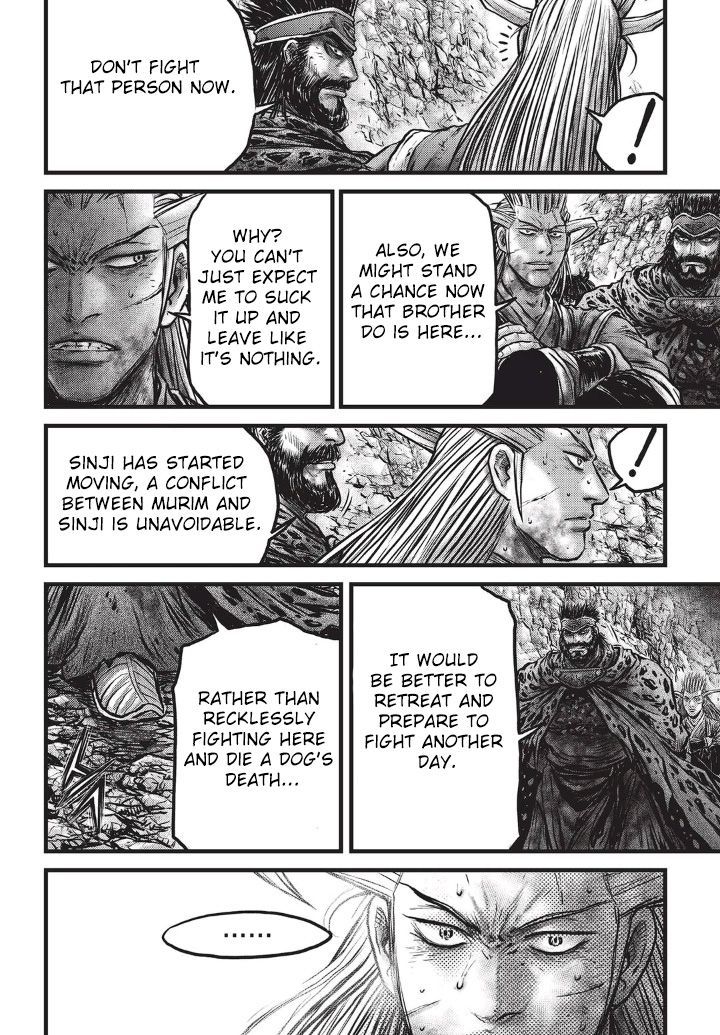 DON'T FIGHT
THAT PERSON NOW.
!
WHY?
YOU CAN'T
JUST EXPECT
ME TO SUCK
IT UP AND
LEAVE LIKE
IT'S NOTHING.
ALSO, WE
MIGHT STAND
A CHANCE NOW
THAT BROTHER
DO IS HERE...
SINJI HAS STARTED
MOVING, A CONFLICT
BETWEEN MURIM AND
SINJI IS UNAVOIDABLE.
!
RATHER THAN
RECKLESSLY
FIGHTING HERE
AND DIE A DOG'S
DEATH...
IT WOULD
BE BETTER TO
RETREAT AND
PREPARE TO
FIGHT ANOTHER
DAY.
......